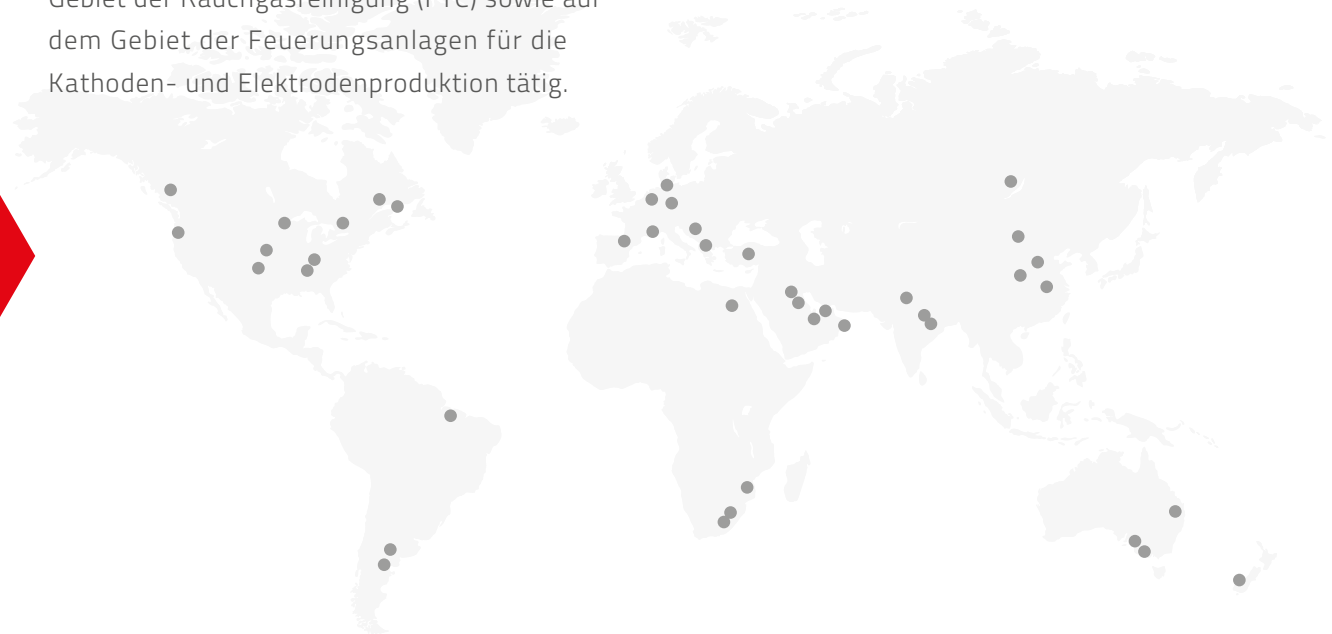 Gebiet der Rauchgasreinigung (FTC) sowie auf
dem Gebiet der Feuerungsanlagen für die
Kathoden- und Elektrodenproduktion tätig.